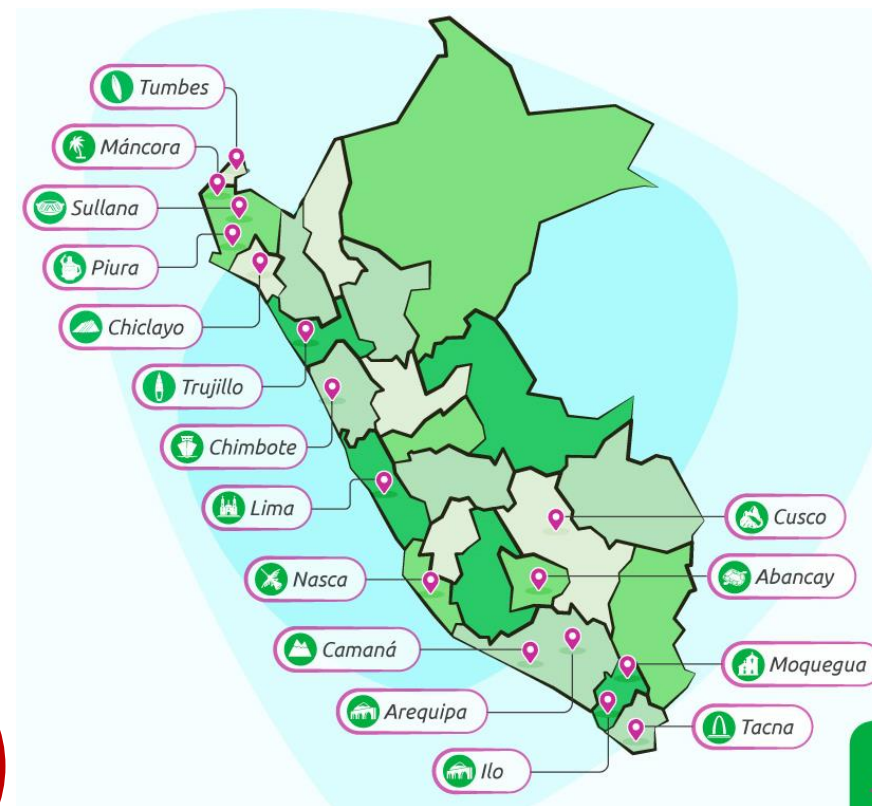 Tumbes
Máncora
Sullana
Piura
Chiclayo
Trujillo
Chimbote
Lima
Cusco
Nasca
Abancay
Camaná
Moquegua
Arequipa
Tacna
Ilo